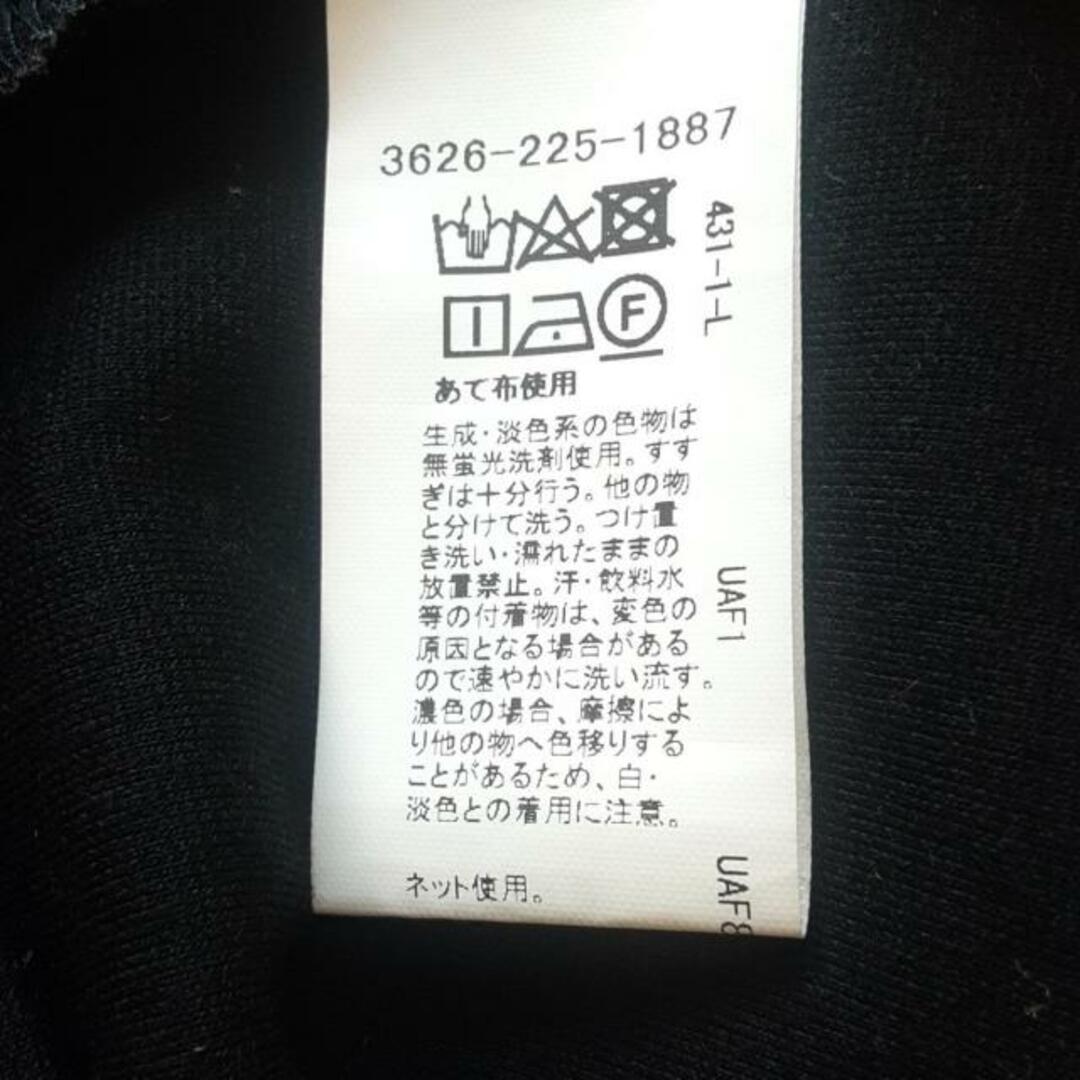 3626-225-1887
431-1-L
F
あて布使用
生成・淡色系の色物は
無蛍光洗剤使用。すす
ぎは十分行う。他の物
と分けて洗う。つけ置
き洗い・濡れたままの
放置禁止。汗・飲料水
等の付着物は、変色の
原因となる場合がある
ので速やかに洗い流す。
濃色の場合、摩擦によ
り他の物へ色移りする
ことがあるため、白・
淡色との着用に注意。
ネット使用。
UAF1
UAF8